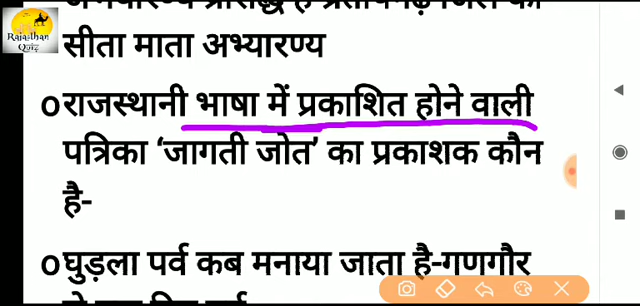 Rajasthan
Quiz
सीता माता अभ्यारण्य
oराजस्थानी भाषा में प्रकाशित होने वाली
पत्रिका ‘जागती जोत’ का प्रकाशक कौन
है-
oघुड़ला पर्व कब मनाया जाता है-गणगौर